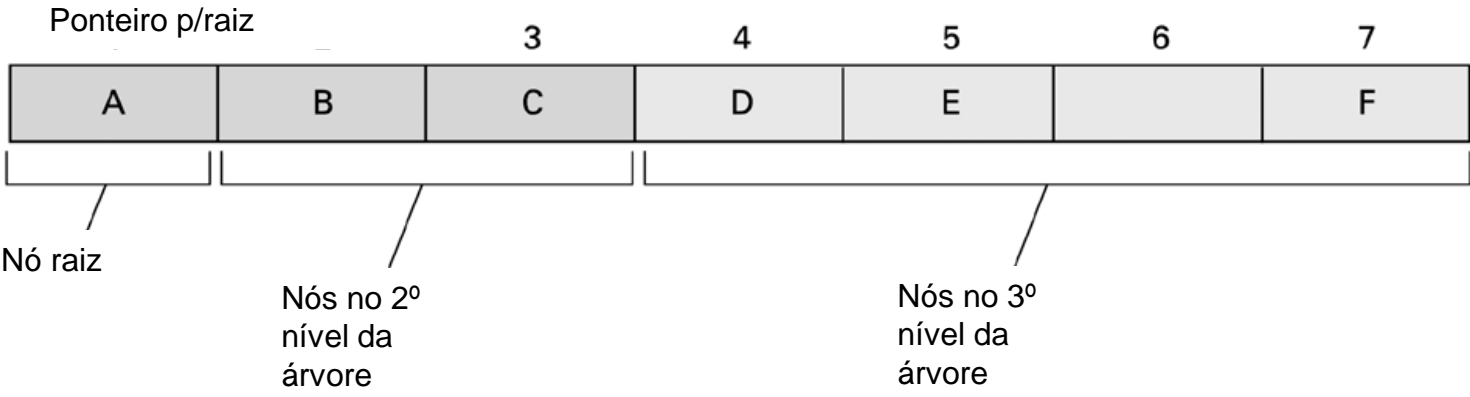 Ponteiro p/raiz
3 4 5 6 7
A B C D E F
Nó raiz
Nós no 2º
nível da
árvore
Nós no 3º
nível da
árvore